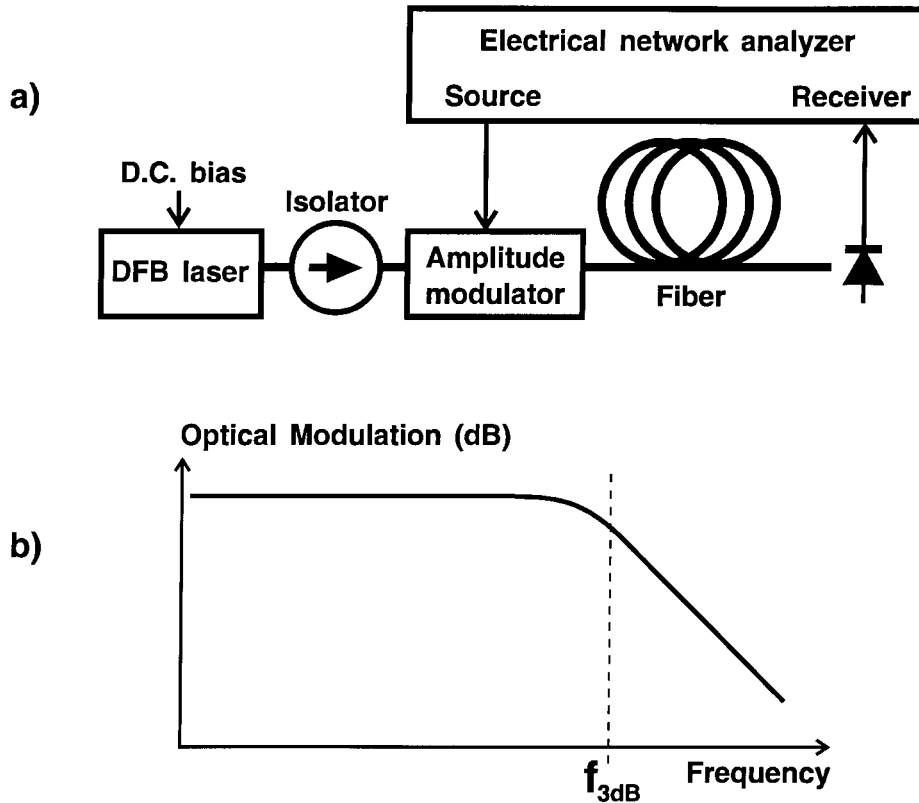 a)
Electrical network analyzer
Source Receiver
D.C. bias
Isolator
DFB laser
Amplitude
modulator
Fiber
b)
Optical Modulation (dB)
f3dB
Frequency